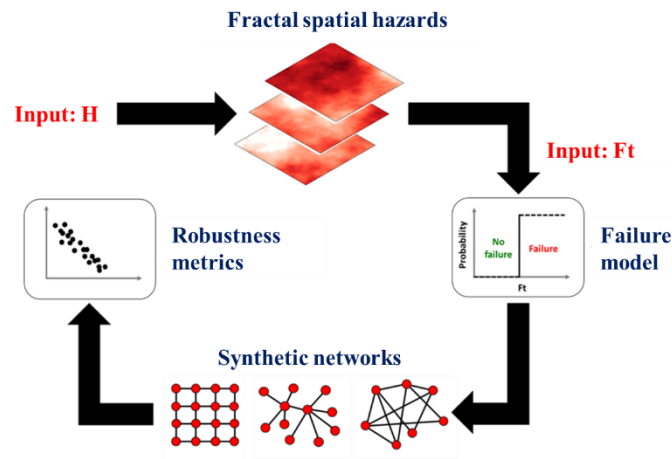 Fractal spatial hazards
Input: H
Input: Ft
Robustness
metrics
Probability
No
failure
Failure
Ft
Failure
model
Synthetic networks